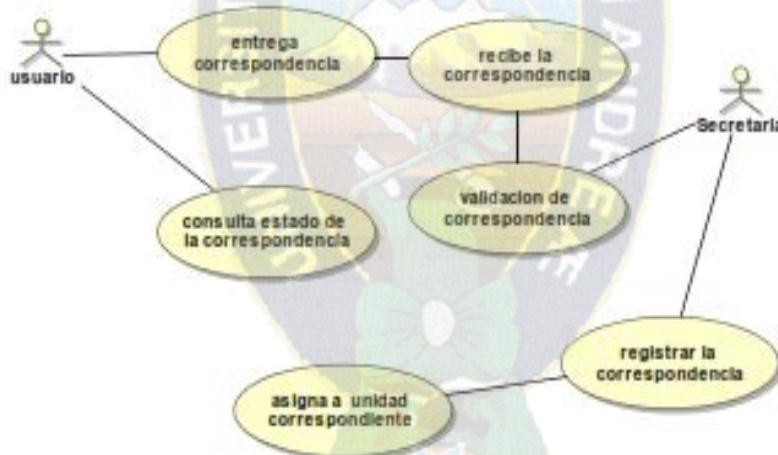 entrega
correspondencia
recibe la
correspondencia
usuario
Secretaria
consulta estado de
la correspondencia
validacion de
correspondencia
registrar la
correspondencia
asigna a unidad
correspondiente